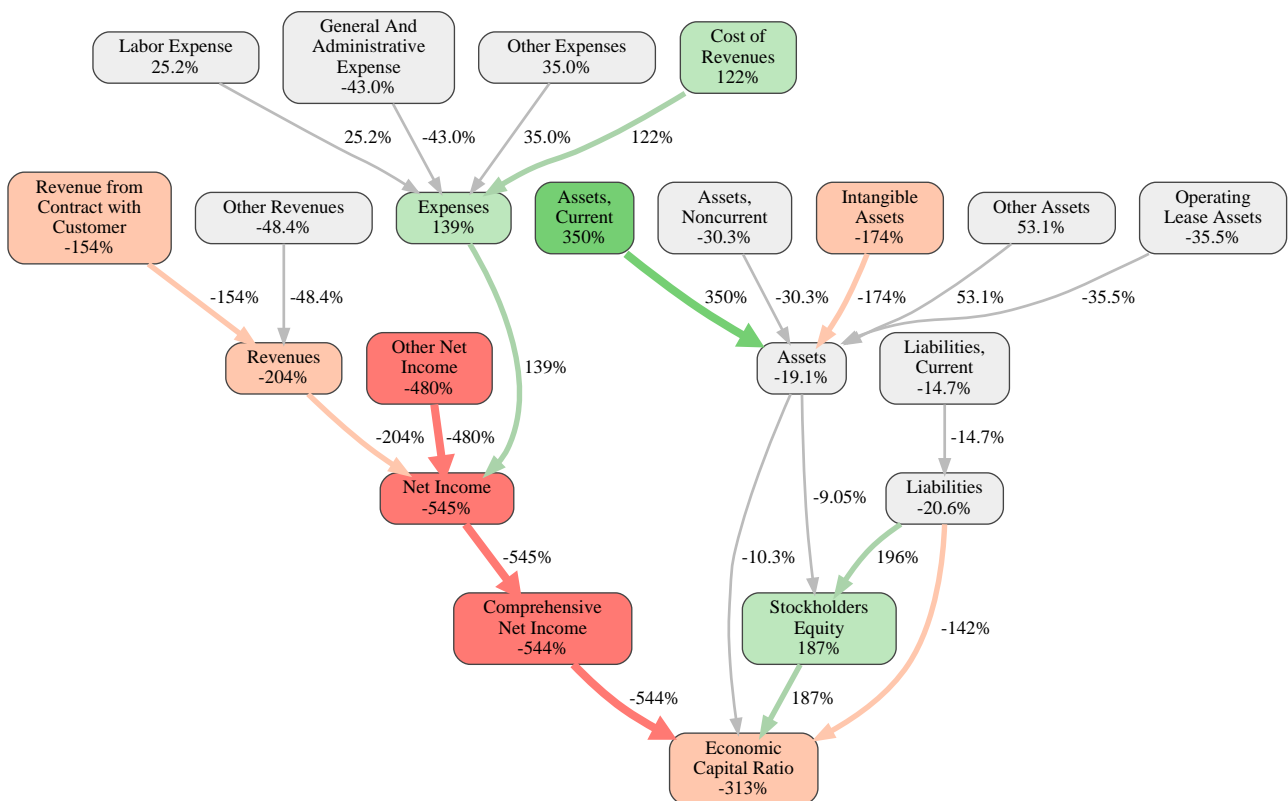 Labor Expense
25.2%
General And
Administrative
Expense
-43.0%
Other Expenses
35.0%
Cost of
Revenues
122%
25.2%
-43.0%
35.0%
122%
Revenue from
Contract with
Customer
-154%
Other Revenues
-48.4%
Expenses
139%
Assets,
Current
350%
Assets,
Noncurrent
-30.3%
Intangible
Assets
-174%
Other Assets
53.1%
Operating
Lease Assets
-35.5%
-154%
-48.4%
350%
-30.3%
-174%
53.1%
-35.5%
Revenues
-204%
Other Net
Income
-480%
139%
Assets
-19.1%
Liabilities,
Current
-14.7%
-204%
-480%
-14.7%
Net Income
-545%
-9.05%
Liabilities
-20.6%
-545%
-10.3%
196%
Comprehensive
Net Income
-544%
Stockholders
Equity
187%
-142%
-544%
187%
Economic
Capital Ratio
-313%